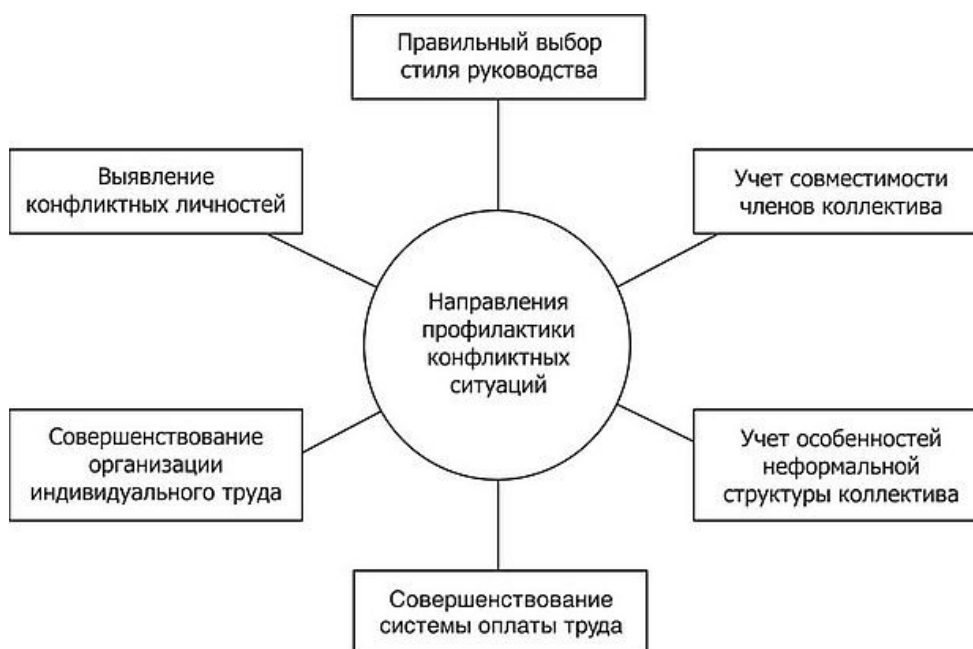 Правильный выбор
стиля руководства
Выявление
конфликтных личностей
Учет совместимости
членов коллектива
Направления
профилактики
конфликтных
ситуаций
Совершенствование
организации
индивидуального труда
Учет особенностей
неформальной
структуры коллектива
Совершенствование
системы оплаты труда